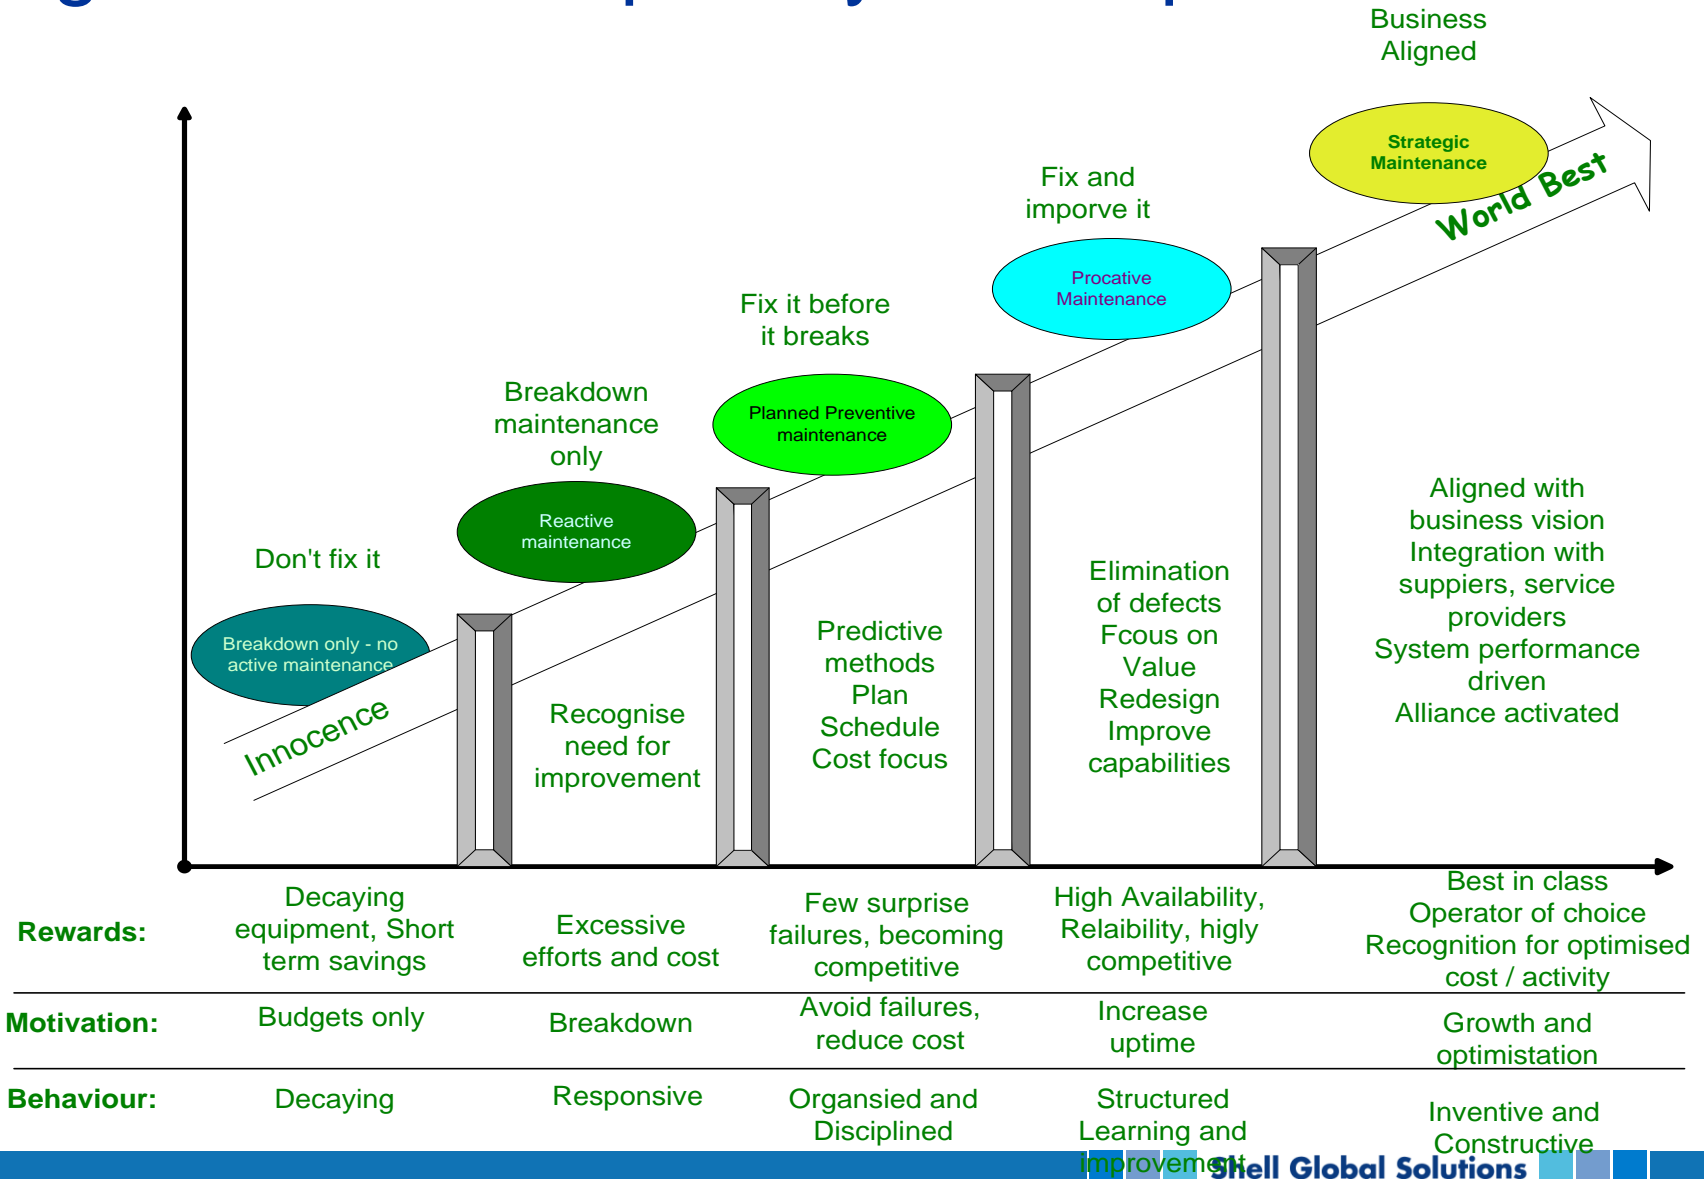 Business
Aligned
Strategic
Maintenance
World Best
Fix and
imporve it
Procative
Maintenance
Fix it before
it breaks
Planned Preventive
maintenance
Breakdown
maintenance
only
Reactive
maintenance
Don't fix it
Breakdown only - no
active maintenance
Innocence
Recognise
need for
improvement
Predictive
methods
Plan
Schedule
Cost focus
Elimination
of defects
Fcous on
Value
Redesign
Improve
capabilities
Aligned with
business vision
Integration with
suppiers, service
providers
System performance
driven
Alliance activated
Rewards:
Decaying
equipment, Short
term savings
Excessive
efforts and cost
Few surprise
failures, becoming
competitive
High Availability,
Relaibility, higly
competitive
Best in class
Operator of choice
Recognition for optimised
cost / activity
Motivation:
Budgets only
Breakdown
Avoid failures,
reduce cost
Increase
uptime
Growth and
optimistation
Behaviour:
Decaying
Responsive
Organsied and
Disciplined
Structured
Learning and
improvement
Inventive and
Constructive
Shell Global Solutions